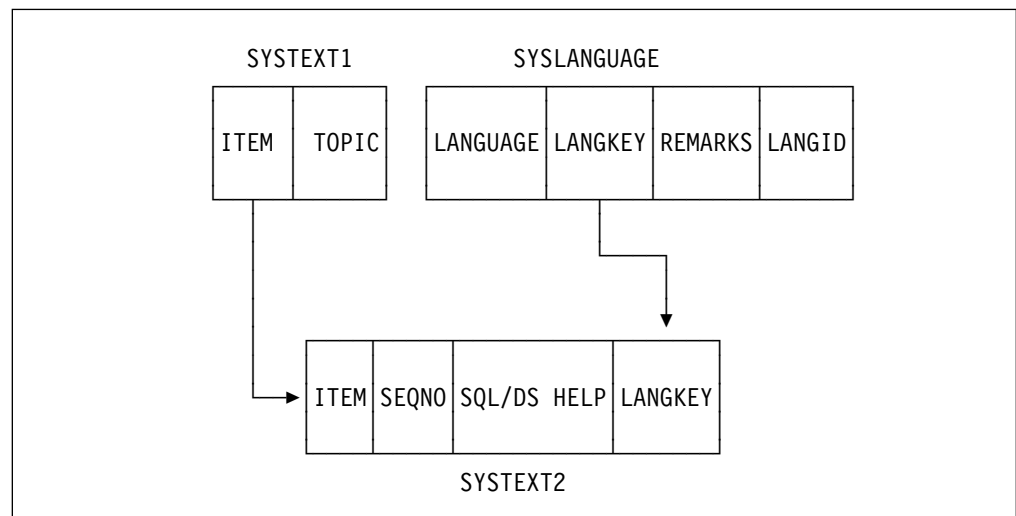 SYSTEXT1 SYSLANGUAGE
ITEM TOPIC LANGUAGE LANGKEY REMARKS LANGID
ITEM SEQNO SQL/DS HELP LANGKEY
SYSTEXT2